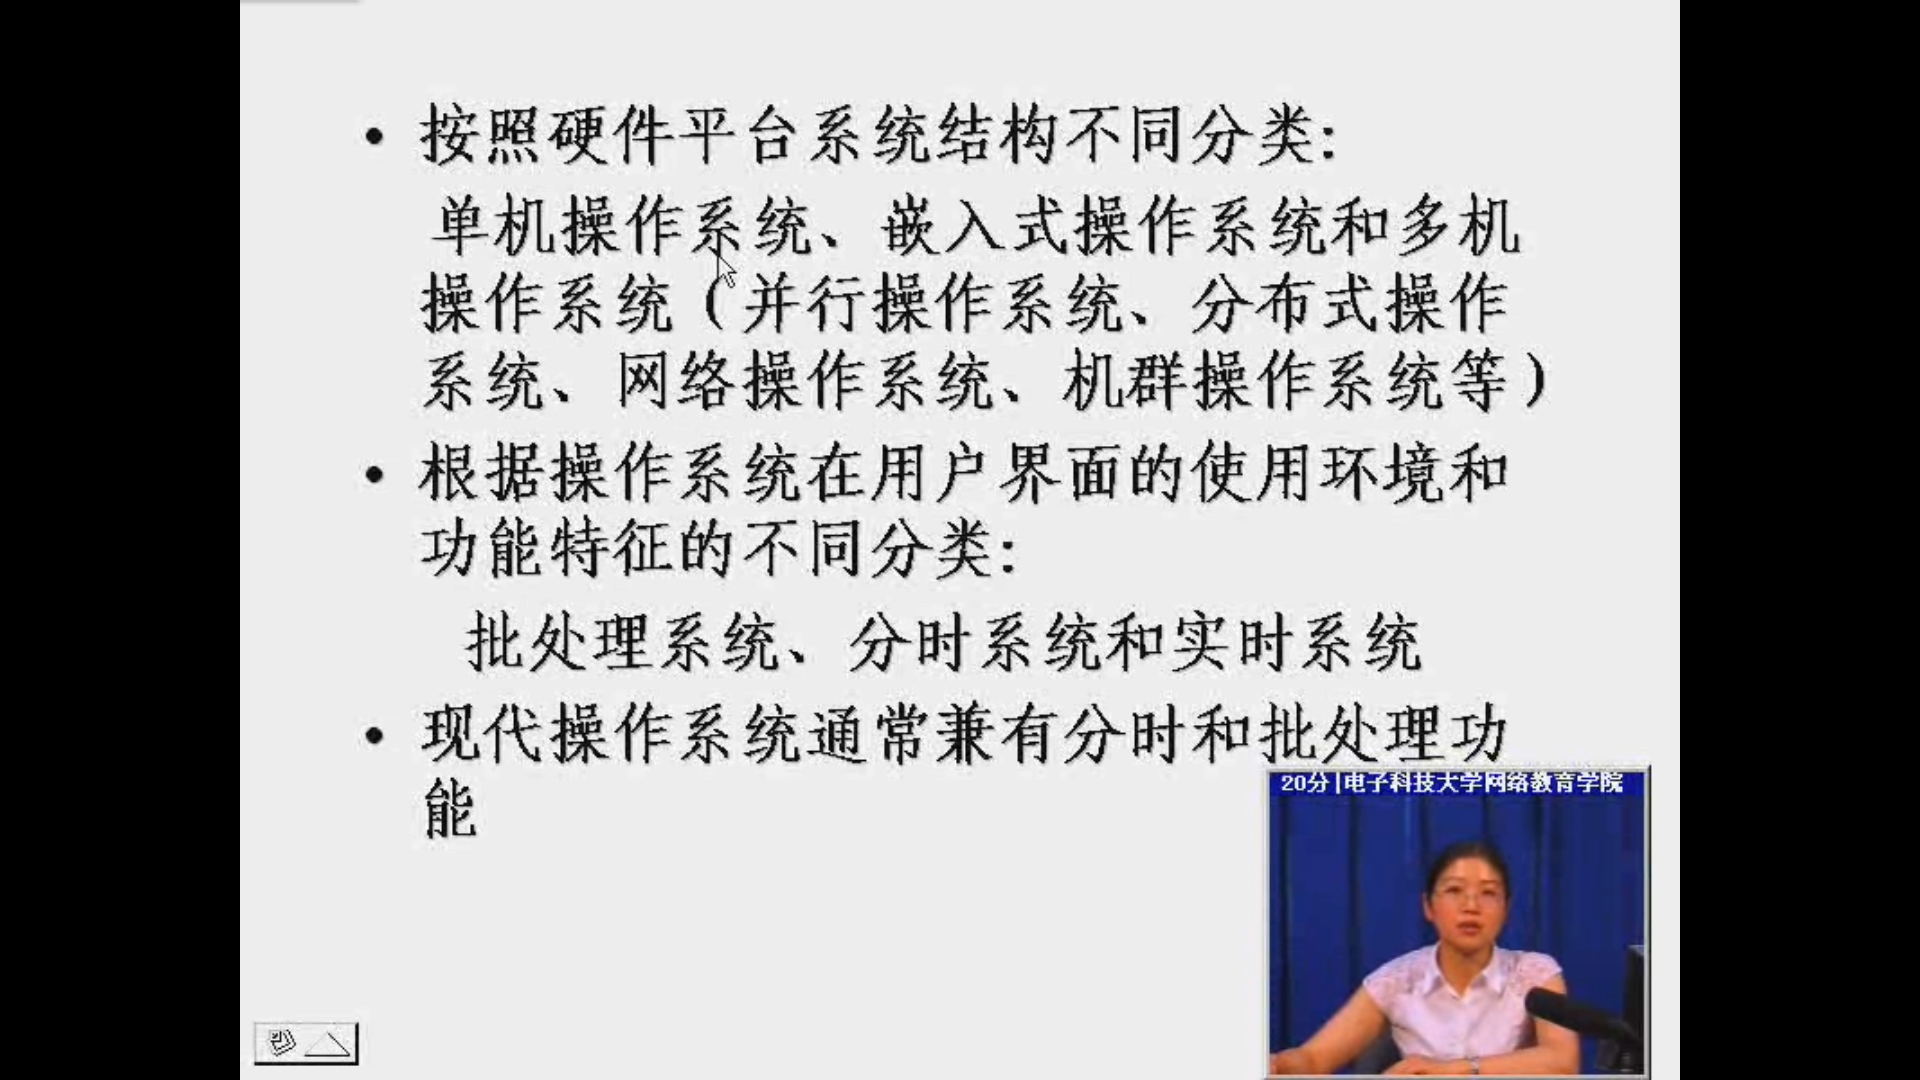 • 按照硬件平台系统结构不同分类:
单机操作系统、嵌入式操作系统和多机
操作系统（并行操作系统、分布式操作
系统、网络操作系统、机群操作系统等）
• 根据操作系统在用户界面的使用环境和
功能特征的不同分类:
批处理系统、分时系统和实时系统
• 现代操作系统通常兼有分时和批处理功
能
20分|电子科技大学网络教育学院